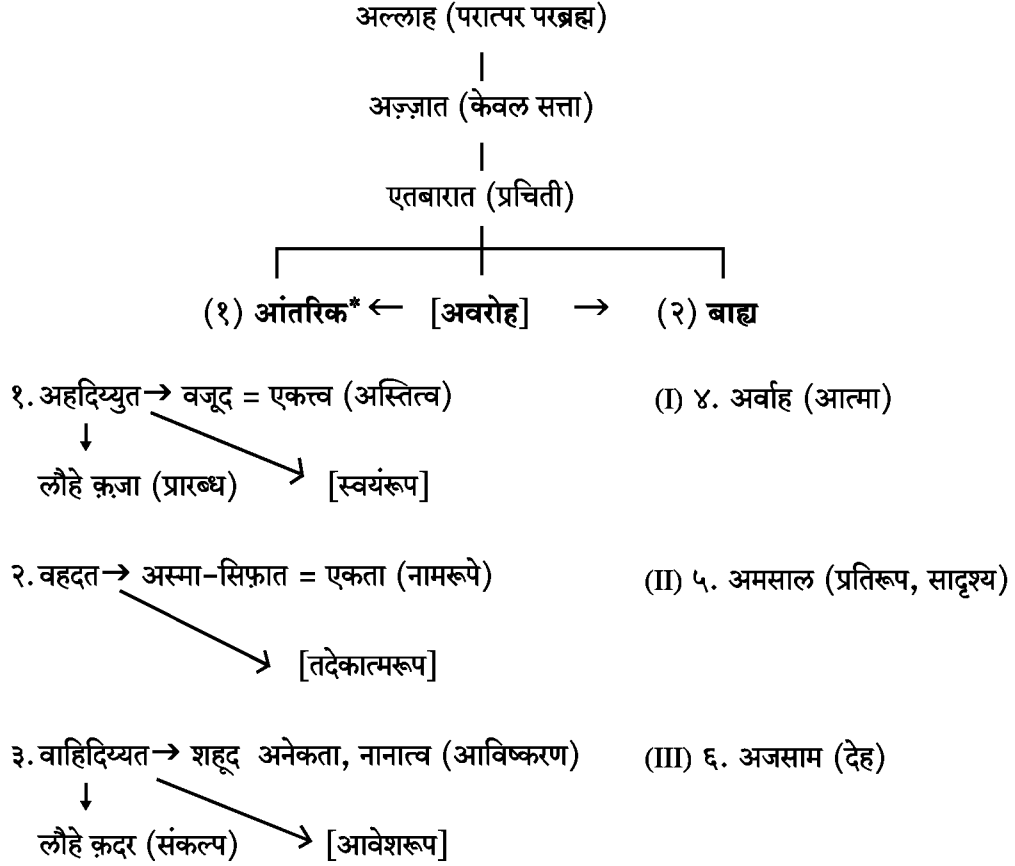 अल्लाह (परात्पर परब्रह्म)
अज़्ज़ात (केवल सत्ता)
एतबारात (प्रचिती)
(१) आंतरिक* ← [अवरोह] → (२) बाह्य
१. अहदिय्युत → वजूद = एकत्त्व (अस्तित्व) (I) ४. अर्वाह (आत्मा)
लौहे क़जा (प्रारब्ध) [स्वयंरूप]
२. वहदत → अस्मा-सिफ़ात = एकता (नामरूपे) (II) ५. अमसाल (प्रतिरूप, सादृश्य)
[तदेकात्मरूप]
३. वाहिदिय्यत → शहूद अनेकता, नानात्व (आविष्करण) (III) ६. अजसाम (देह)
लौहे क़दर (संकल्प) [आवेशरूप]